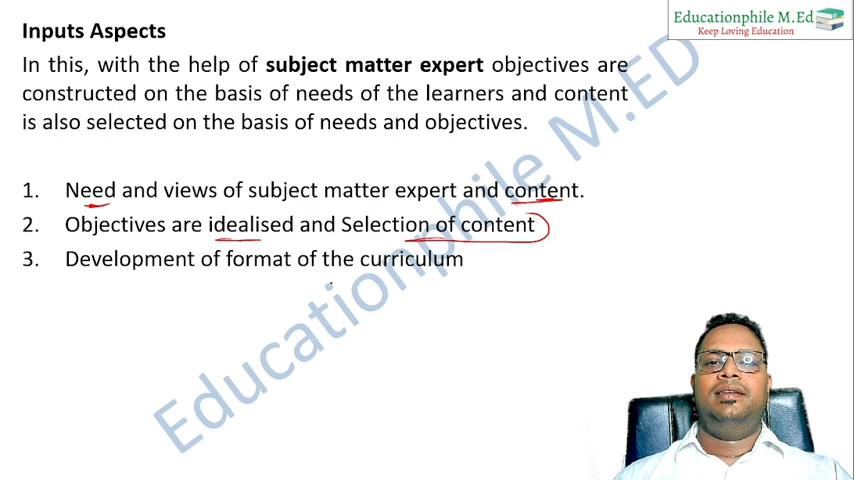 Inputs Aspects
Educationphile M.Ed
Keep Loving Education
In this, with the help of subject matter expert objectives are
constructed on the basis of needs of the learners and content
is also selected on the basis of needs and objectives.
1. Need and views of subject matter expert and content.
2. Objectives are idealised and Selection of content
3. Development of format of the curriculum
Educationphile M.ED